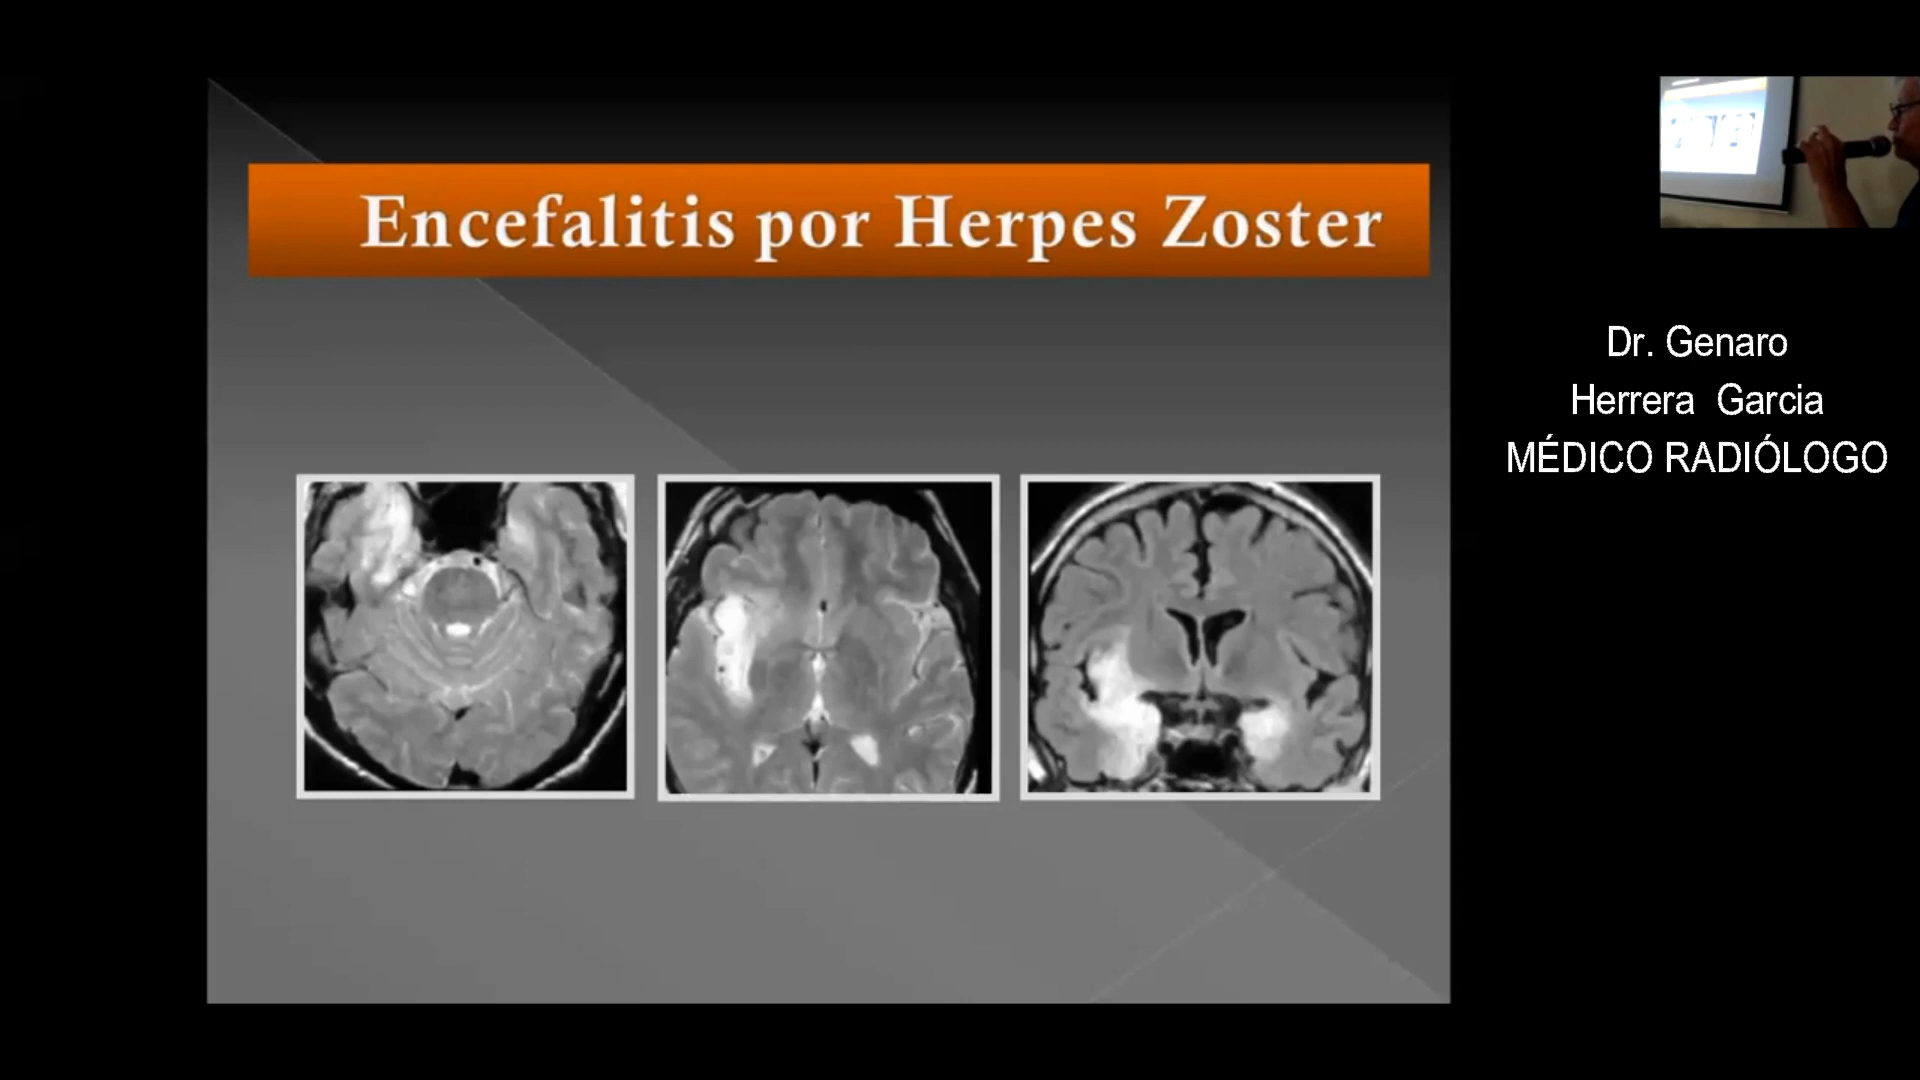 Encefalitis por Herpes Zoster
Dr. Genaro
Herrera Garcia
MÉDICO RADIÓLOGO